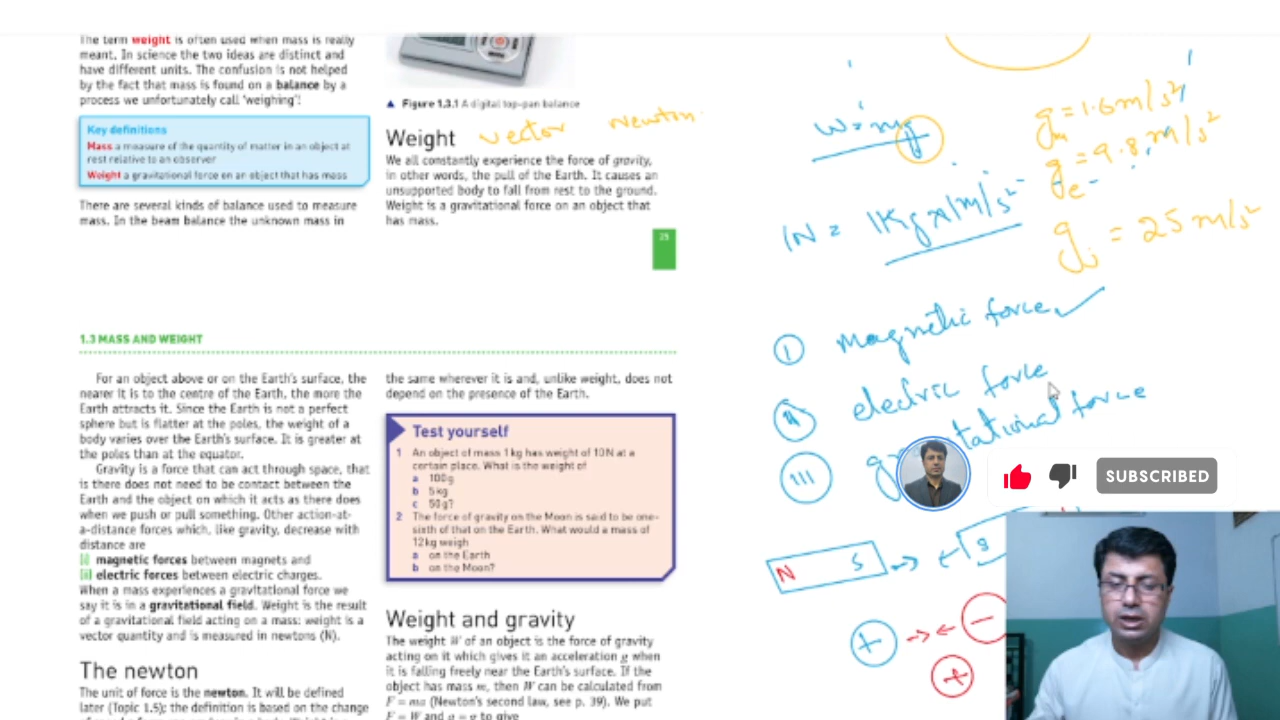 The term weight is often used when mass is really
meant. In science the two ideas are distinct and
have different units. The confusion is not helped
by the fact that mass is found on a balance by a
process we unfortunately call 'weighing'!
Key definitions
Mass a measure of the quantity of matter in an object at
rest relative to an observer
Weight a gravitational force on an object that has mass
There are several kinds of balance used to measure
mass. In the beam balance the unknown mass in
▲ Figure 1.3.1 A digital top-pan balance
Weight vector newton
We all constantly experience the force of gravity,
in other words, the pull of the Earth. It causes an
unsupported body to fall from rest to the ground.
Weight is a gravitational force on an object that
has mass.
25
1.3 MASS AND WEIGHT
For an object above or on the Earth's surface, the
nearer it is to the centre of the Earth, the more the
Earth attracts it. Since the Earth is not a perfect
sphere but is flatter at the poles, the weight of a
body varies over the Earth's surface. It is greater at
the poles than at the equator.
Gravity is a force that can act through space, that
is there does not need to be contact between the
Earth and the object on which it acts as there does
when we push or pull something. Other action-at-
a-distance forces which, like gravity, decrease with
distance are
(i) magnetic forces between magnets and
(ii) electric forces between electric charges.
When a mass experiences a gravitational force we
say it is in a gravitational field. Weight is the result
of a gravitational field acting on a mass: weight is a
vector quantity and is measured in newtons (N).
The newton
The unit of force is the newton. It will be defined
later (Topic 1.5); the definition is based on the change
the same wherever it is and, unlike weight, does not
depend on the presence of the Earth.
Test yourself
1 An object of mass 1kg has weight of 10N at a
certain place. What is the weight of
a 100g
b 5kg
c 50g?
2 The force of gravity on the Moon is said to be one-
sixth of that on the Earth. What would a mass of
12kg weigh
a on the Earth
b on the Moon?
Weight and gravity
The weight W of an object is the force of gravity
acting on it which gives it an acceleration g when
it is falling freely near the Earth's surface. If the
object has mass m, then W can be calculated from
F = ma (Newton's second law, see p. 39). We put
F = W and a = g to give
w = mg
gm = 1.6 m/s²
ge = 9.8 m/s²
1N = 1Kg x 1m/s²
gj = 25 m/s²
I magnetic force ✓
II electric force
III force
SUBSCRIBED
N S S
+ −
+